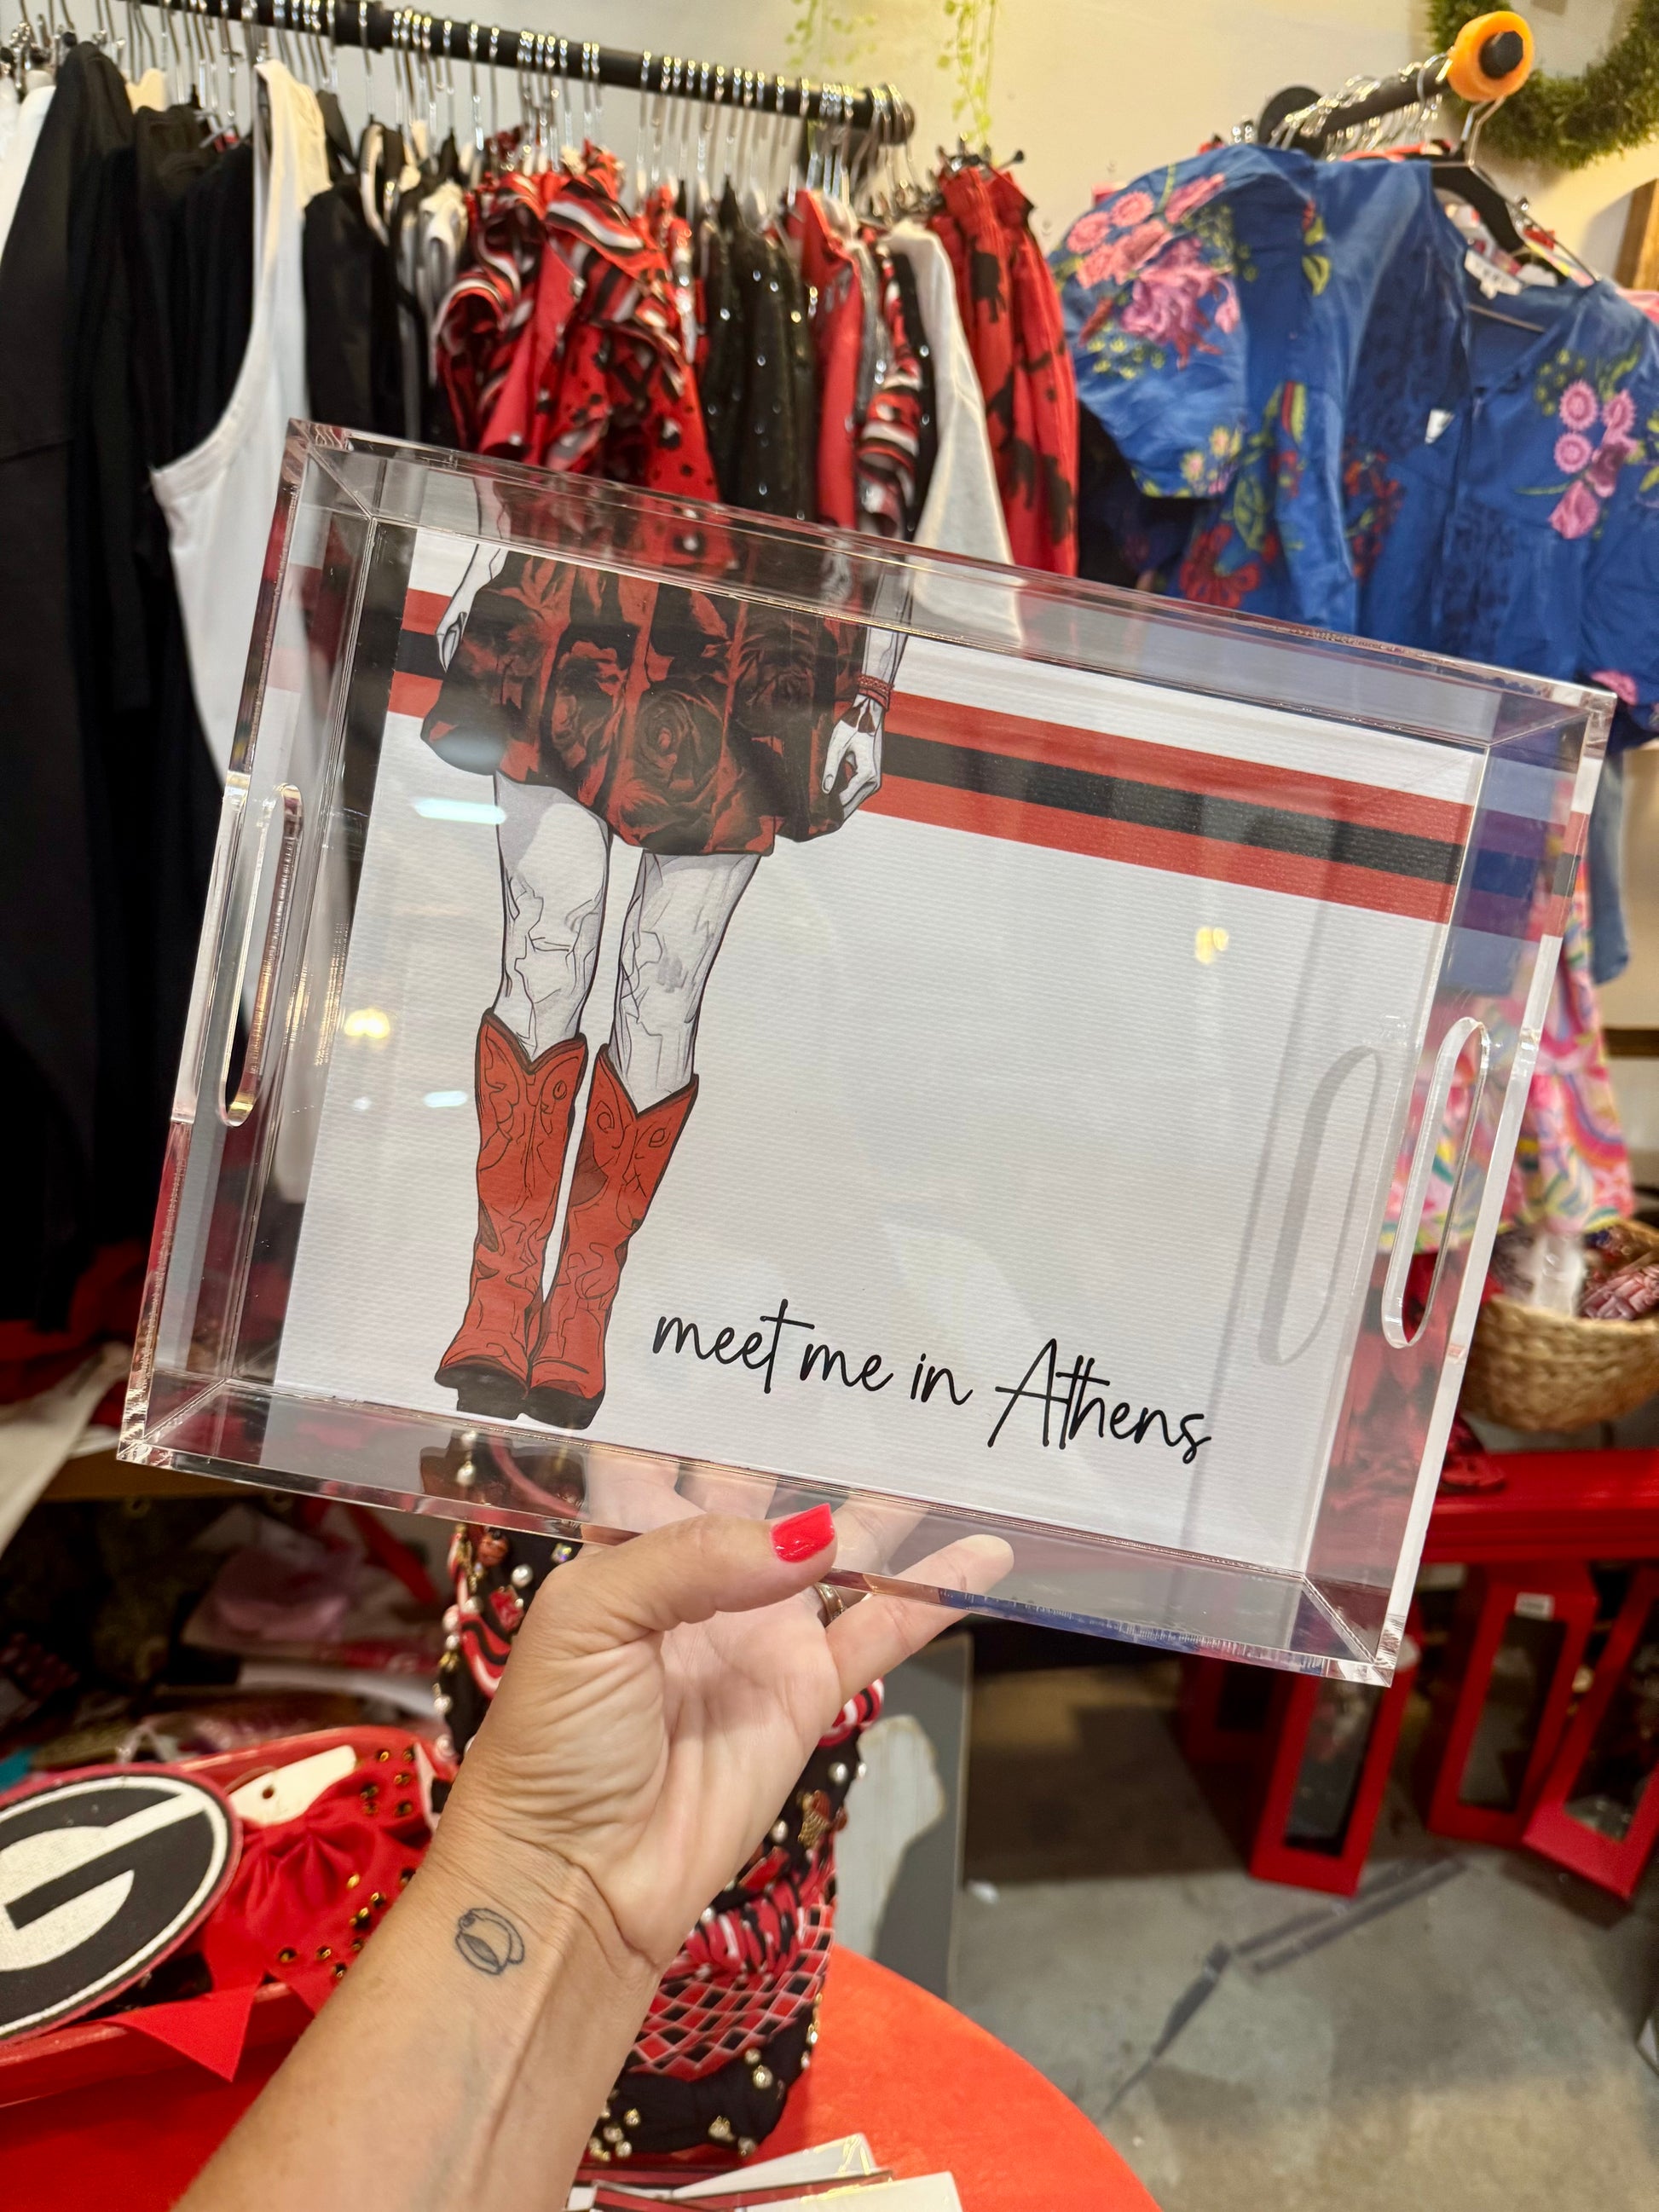 meet me in Athens
G